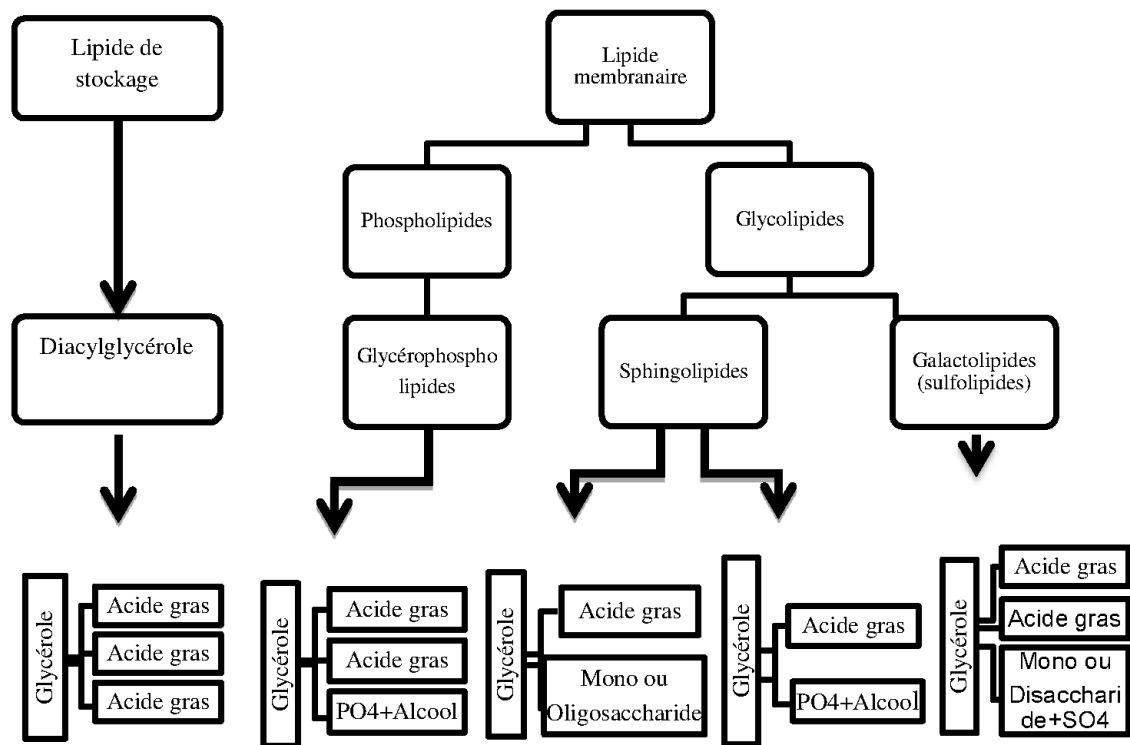 Lipide de
stockage
Lipide
membranaire
Phospholipides
Glycolipides
Diacylglycérole
Glycérophospho
lipides
Sphingolipides
Galactolipides
(sulfolipides)
Glycérole
Acide gras
Acide gras
Acide gras
Glycérole
Acide gras
Acide gras
PO4+Alcool
Glycérole
Acide gras
Mono ou
Oligosaccharide
Glycérole
Acide gras
PO4+Alcool
Glycérole
Acide gras
Acide gras
Mono ou
Disacchari
de+SO4